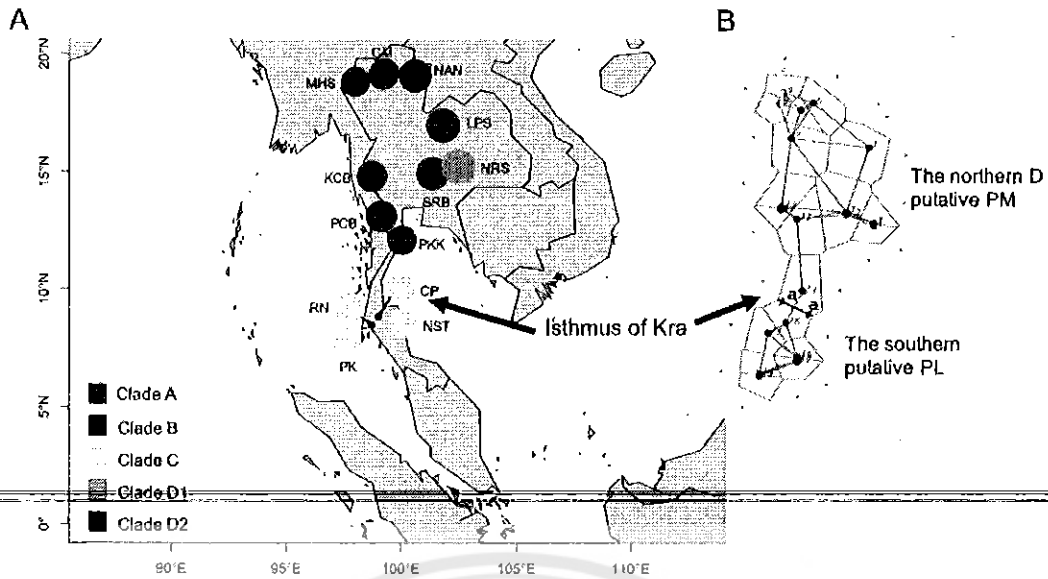 A
B
20°N
15°N
10°N
5°N
0°
CM
MHS
NAN
LPS
NRS
KCB
SRB
PCB
PKK
CP
RN
NST
PK
Isthmus of Kra
The northern D
putative PM
The southern
putative PL
a
a
Clade A
Clade B
Clade C
Clade D1
Clade D2
90°E
95°E
100°E
105°E
110°E